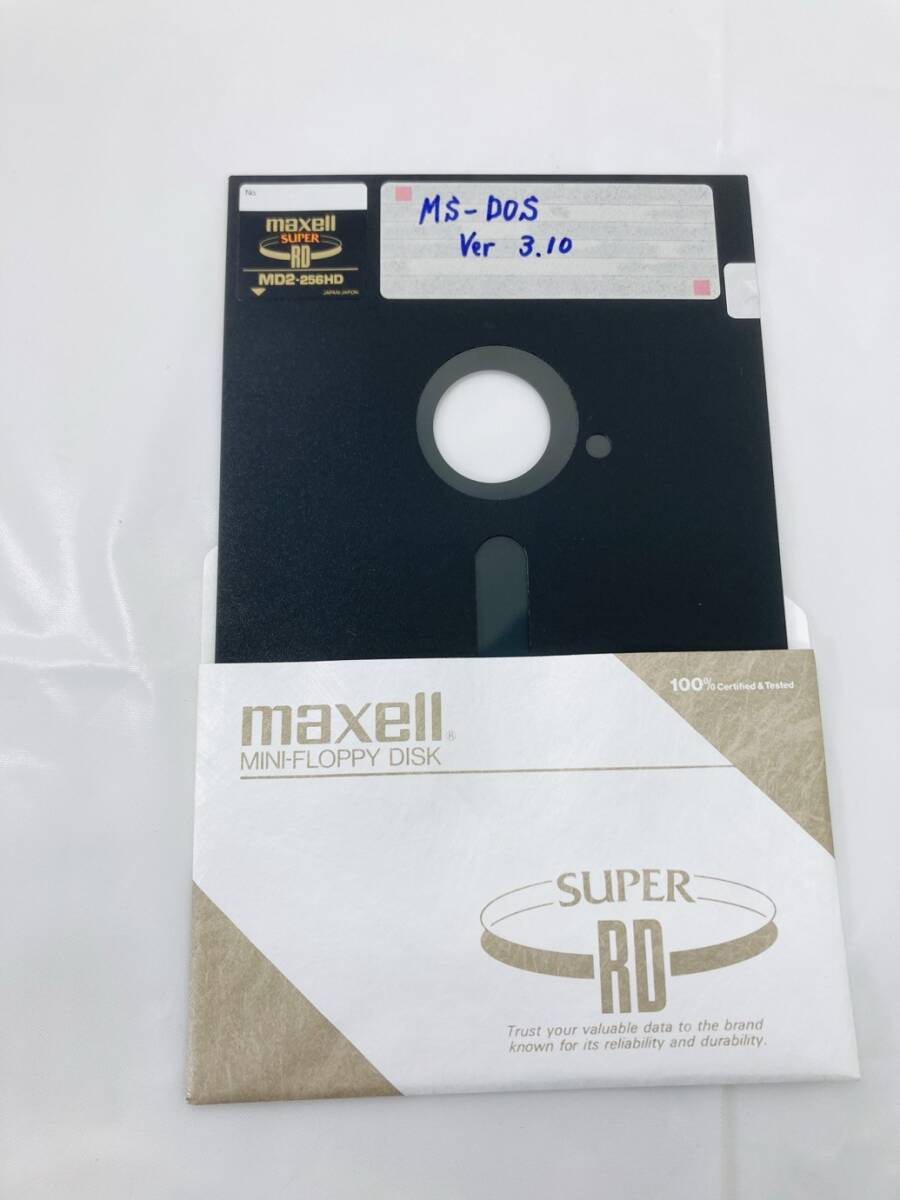 No.
maxell
SUPER
RD
MD2-256HD
JAPAN/JAPON
MS-DOS
Ver 3.10
100% Certified & Tested
maxell®
MINI-FLOPPY DISK
SUPER
RD
Trust your valuable data to the brand
known for its reliability and durability.